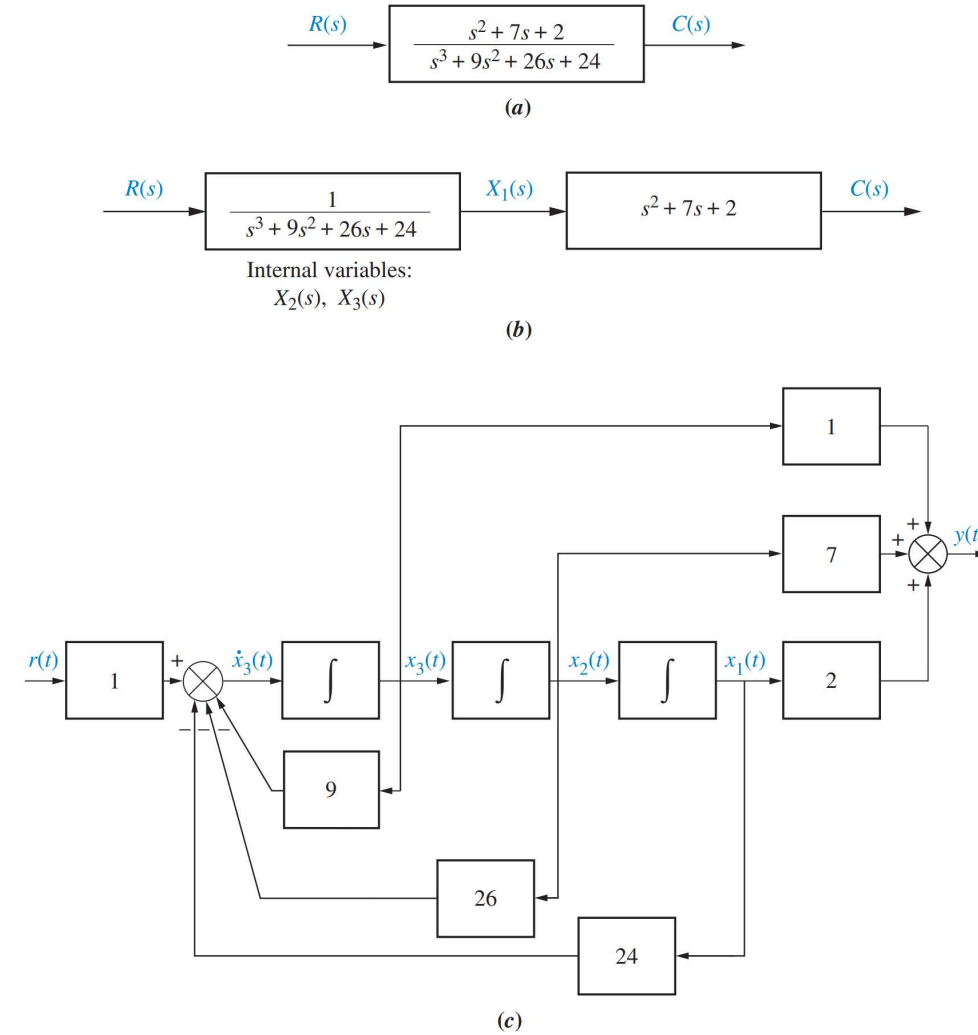 R(s) s² + 7s + 2 C(s)
s³ + 9s² + 26s + 24
(a)
R(s) 1 X₁(s) s² + 7s + 2 C(s)
s³ + 9s² + 26s + 24
Internal variables:
X₂(s), X₃(s)
(b)
1
+
7 + y(t
+
r(t) 1 + ẋ₃(t) ∫ x₃(t) ∫ x₂(t) ∫ x₁(t) 2
− − −
9
26
24
(c)